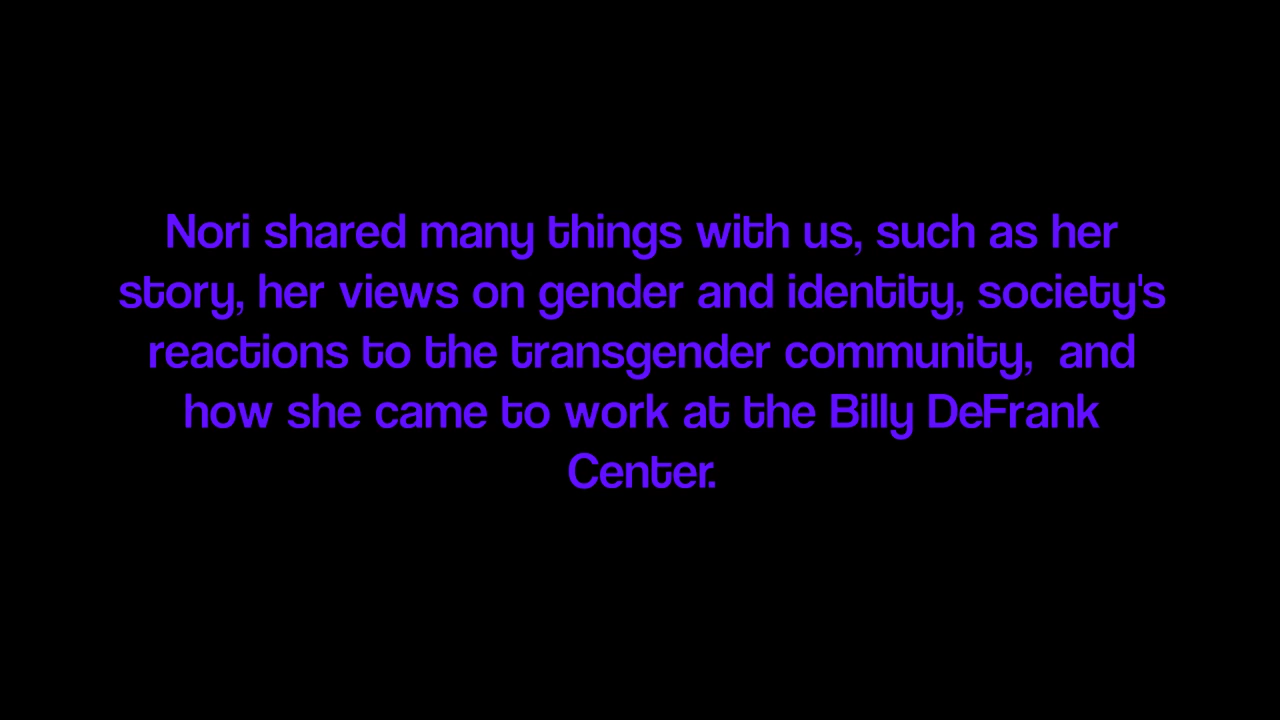 Nori shared many things with us, such as her
story, her views on gender and identity, society's
reactions to the transgender community,  and
how she came to work at the Billy DeFrank
Center.